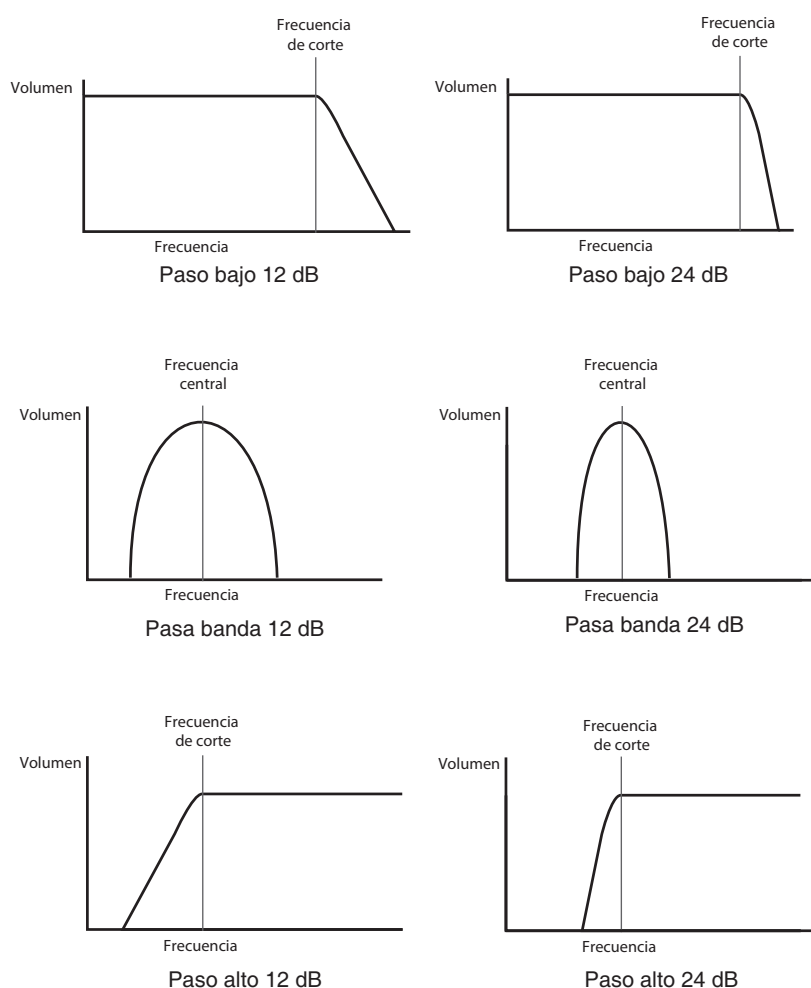 Frecuencia
de corte
Volumen
Frecuencia
Paso bajo 12 dB
Frecuencia
de corte
Volumen
Frecuencia
Paso bajo 24 dB
Frecuencia
central
Volumen
Frecuencia
Pasa banda 12 dB
Frecuencia
central
Volumen
Frecuencia
Pasa banda 24 dB
Frecuencia
de corte
Volumen
Frecuencia
Paso alto 12 dB
Frecuencia
de corte
Volumen
Frecuencia
Paso alto 24 dB